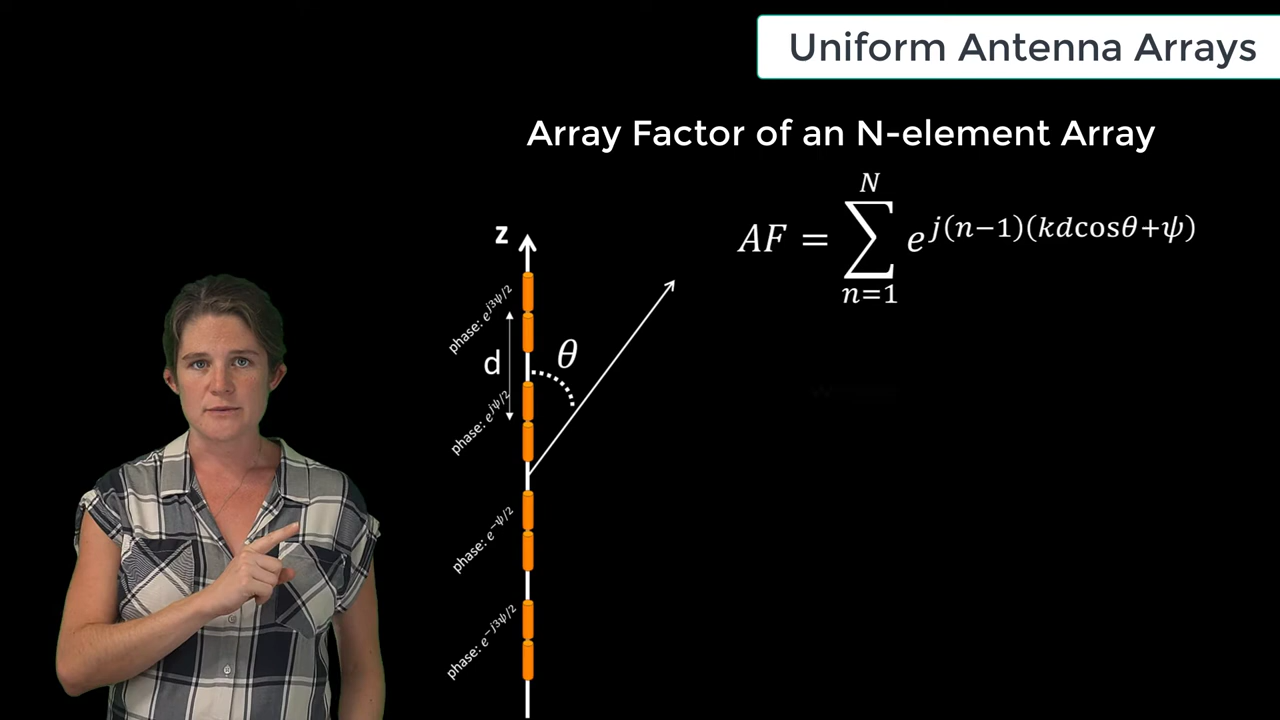 Uniform Antenna Arrays
Array Factor of an N-element Array
AF = \sum_{n=1}^{N} e^{j(n−1)(kdcosθ+ψ)}
z
phase: e^{j3ψ/2}
d
θ
phase: e^{jψ/2}
phase: e^{−ψ/2}
phase: e^{−j3ψ/2}